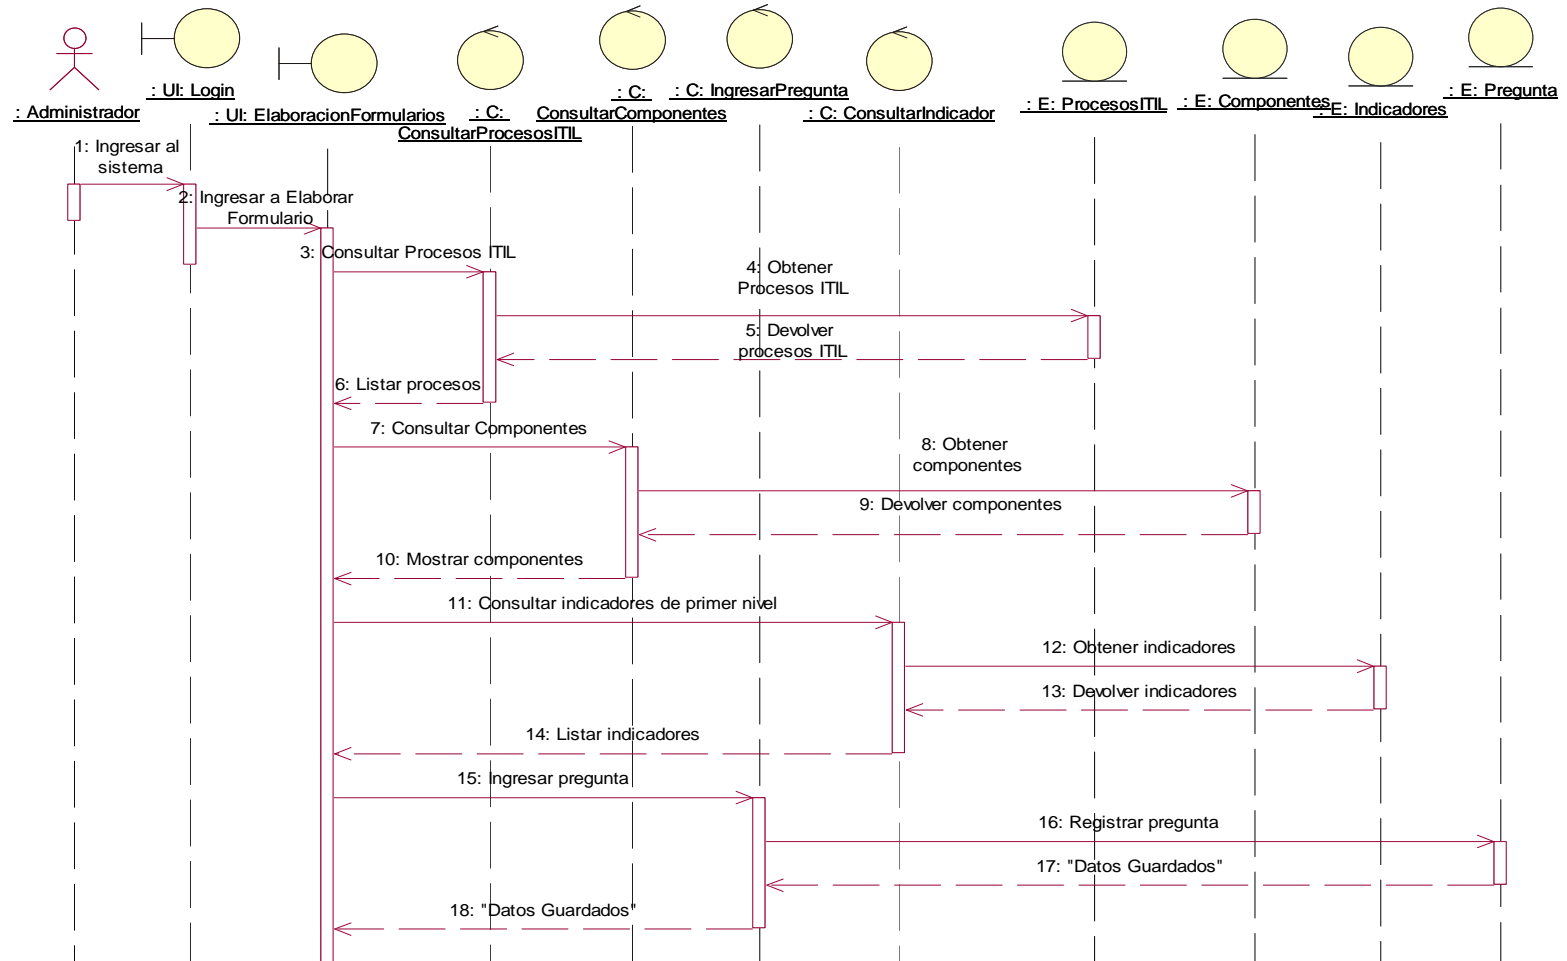 : Administrador
: UI: Login
: UI: ElaboracionFormularios
: C:
ConsultarProcesosITIL
: C:
ConsultarComponentes
: C: IngresarPregunta
: C: ConsultarIndicador
: E: ProcesosITIL
: E: Componentes
: E: Indicadores
: E: Pregunta
1: Ingresar al
sistema
2: Ingresar a Elaborar
Formulario
3: Consultar Procesos ITIL
4: Obtener
Procesos ITIL
5: Devolver
procesos ITIL
6: Listar procesos
7: Consultar Componentes
8: Obtener
componentes
9: Devolver componentes
10: Mostrar componentes
11: Consultar indicadores de primer nivel
12: Obtener indicadores
13: Devolver indicadores
14: Listar indicadores
15: Ingresar pregunta
16: Registrar pregunta
17: "Datos Guardados"
18: "Datos Guardados"